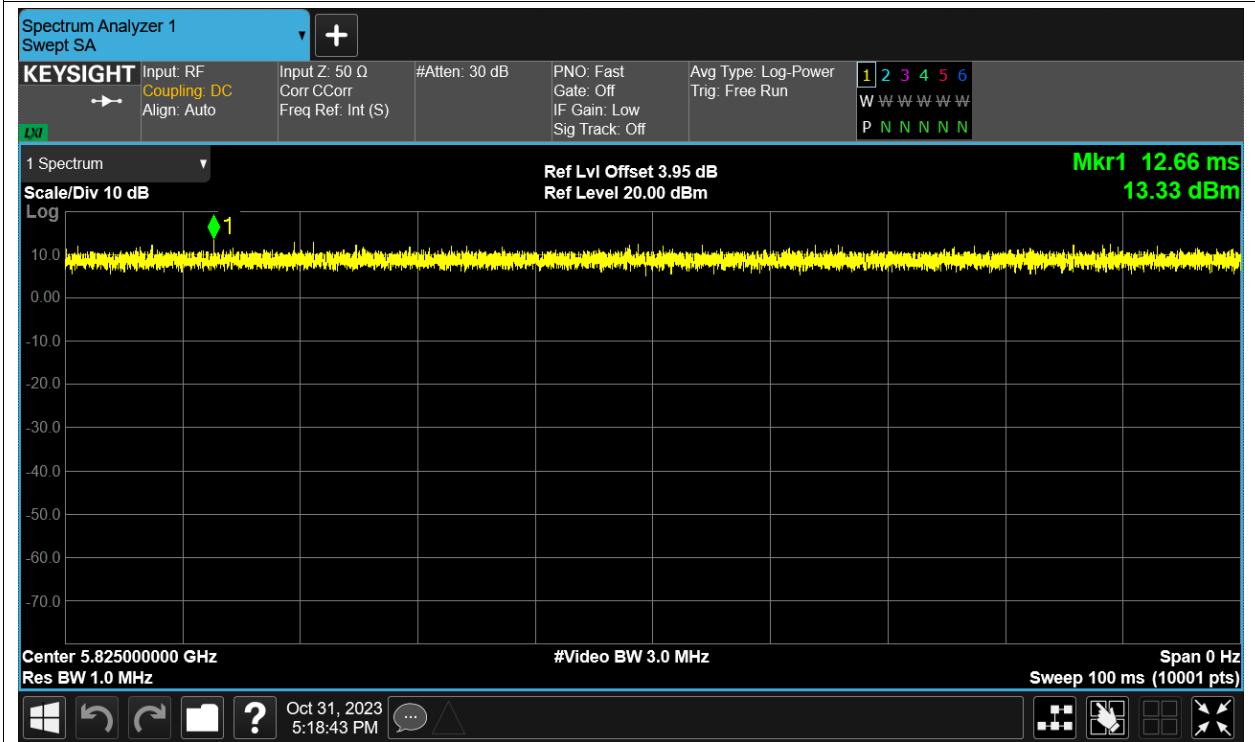 Spectrum Analyzer 1
Swept SA
▼
+
KEYSIGHT
LXI
Input: RF
Coupling: DC
Align: Auto
Input Z: 50 Ω
Corr CCorr
Freq Ref: Int (S)
#Atten: 30 dB
PNO: Fast
Gate: Off
IF Gain: Low
Sig Track: Off
Avg Type: Log-Power
Trig: Free Run
1 2 3 4 5 6
W W W W W W
P N N N N N
1 Spectrum ▼
Scale/Div 10 dB
Log
Ref Lvl Offset 3.95 dB
Ref Level 20.00 dBm
Mkr1 12.66 ms
13.33 dBm
1
10.0
0.00
-10.0
-20.0
-30.0
-40.0
-50.0
-60.0
-70.0
Center 5.825000000 GHz
Res BW 1.0 MHz
#Video BW 3.0 MHz
Span 0 Hz
Sweep 100 ms (10001 pts)
?
Oct 31, 2023
5:18:43 PM